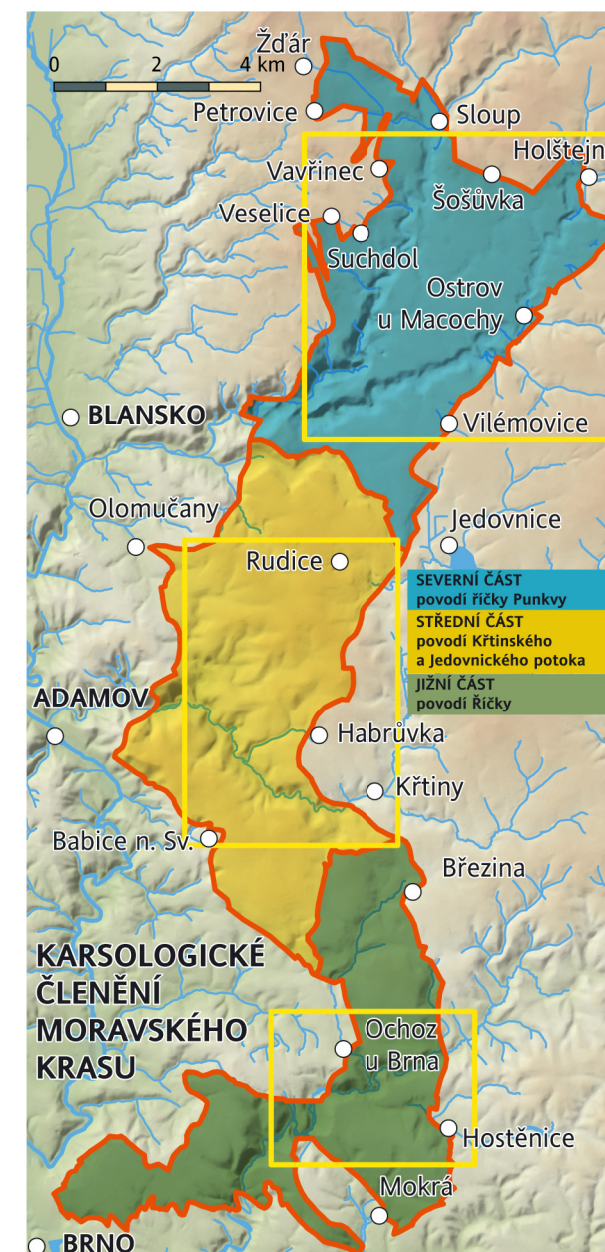 Žďár
0 2 4 km
Petrovice
Sloup
Holštejn
Vavřinec
Šošůvka
Veselice
Suchdol
Ostrov
u Macochy
BLANSKO
Vilémovice
Olomučany
Jedovnice
Rudice
SEVERNÍ ČÁST
povodí říčky Punkvy
STŘEDNÍ ČÁST
povodí Křtinského
a Jedovnického potoka
JIŽNÍ ČÁST
povodí Říčky
ADAMOV
Habrůvka
Křtiny
Babice n. Sv.
Březina
KARSOLOGICKÉ
ČLENĚNÍ
MORAVSKÉHO
KRASU
Ochoz
u Brna
Hostěnice
Mokrá
BRNO